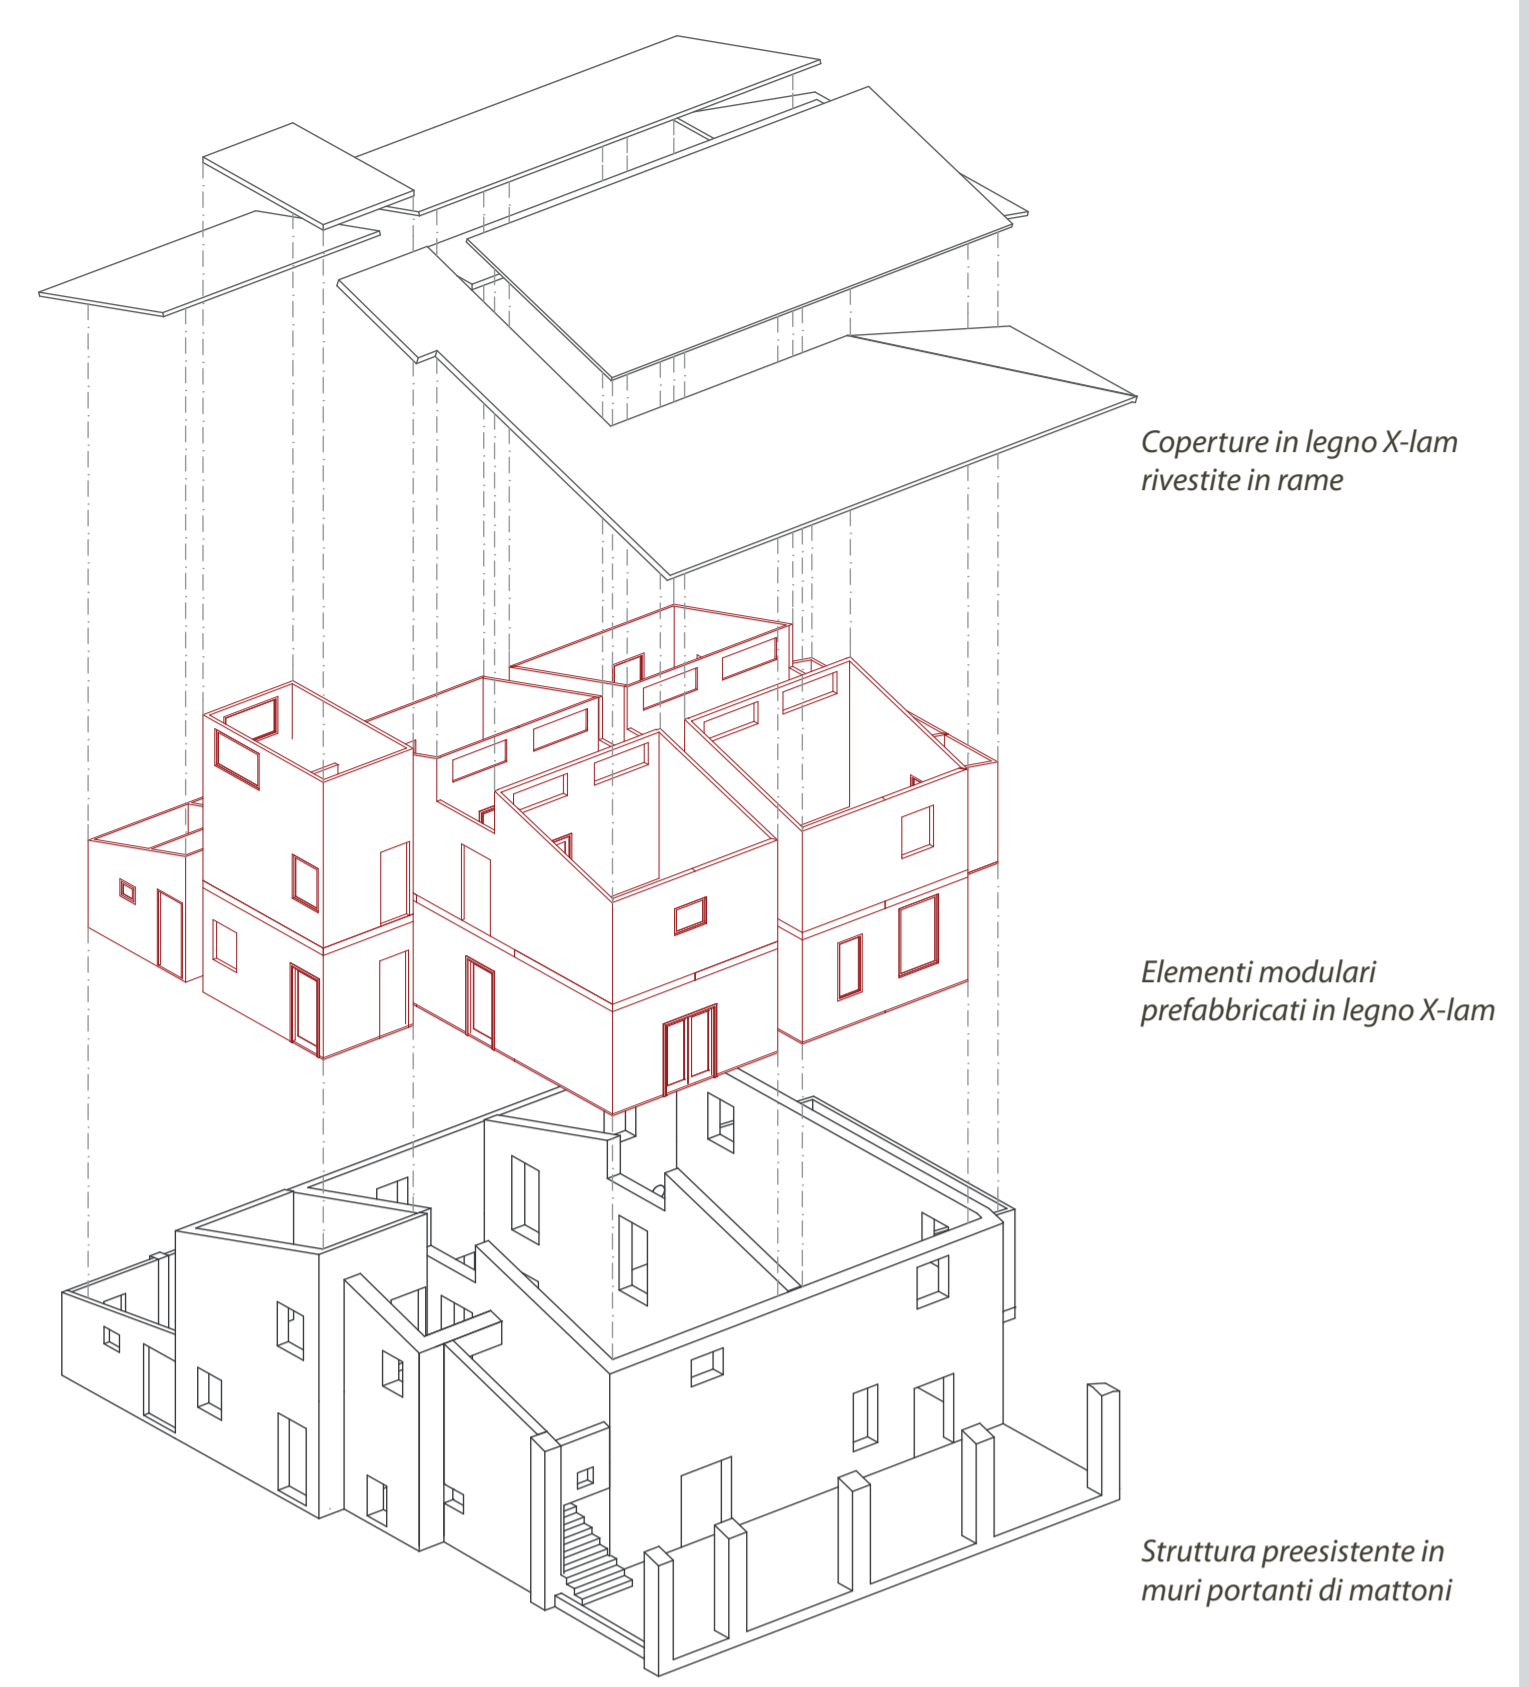 Coperture in legno X-lam
rivestite in rame
Elementi modulari
prefabbricati in legno X-lam
Struttura preesistente in
muri portanti di mattoni